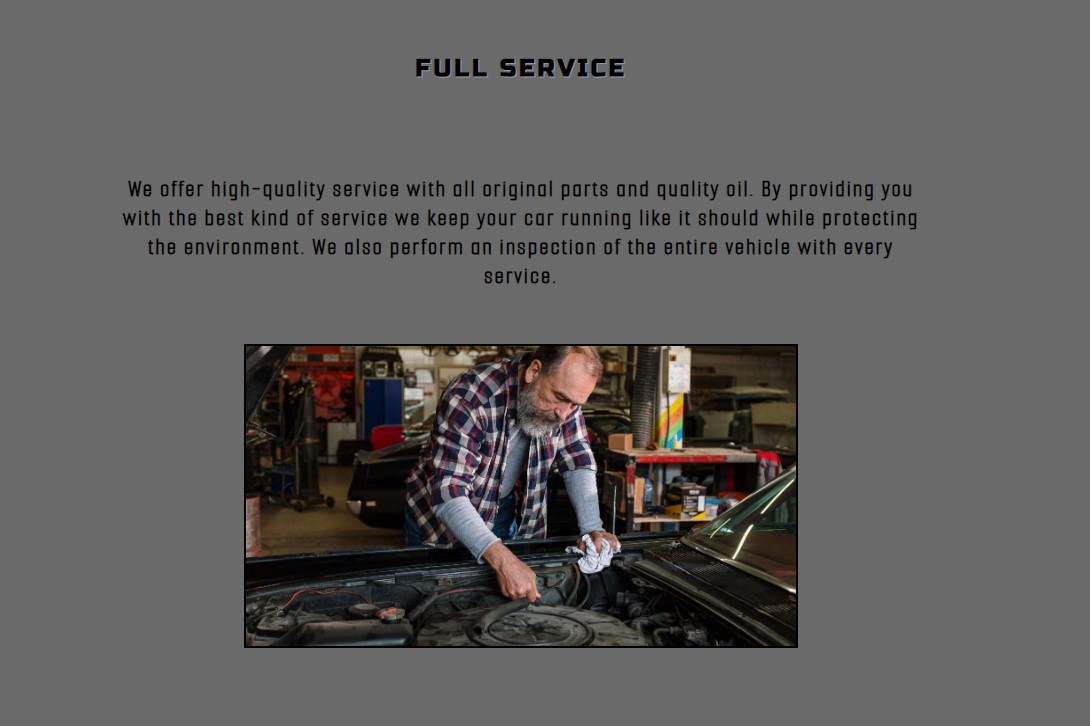 FULL SERVICE
We offer high-quality service with all original parts and quality oil. By providing you
with the best kind of service we keep your car running like it should while protecting
the environment. We also perform an inspection of the entire vehicle with every
service.